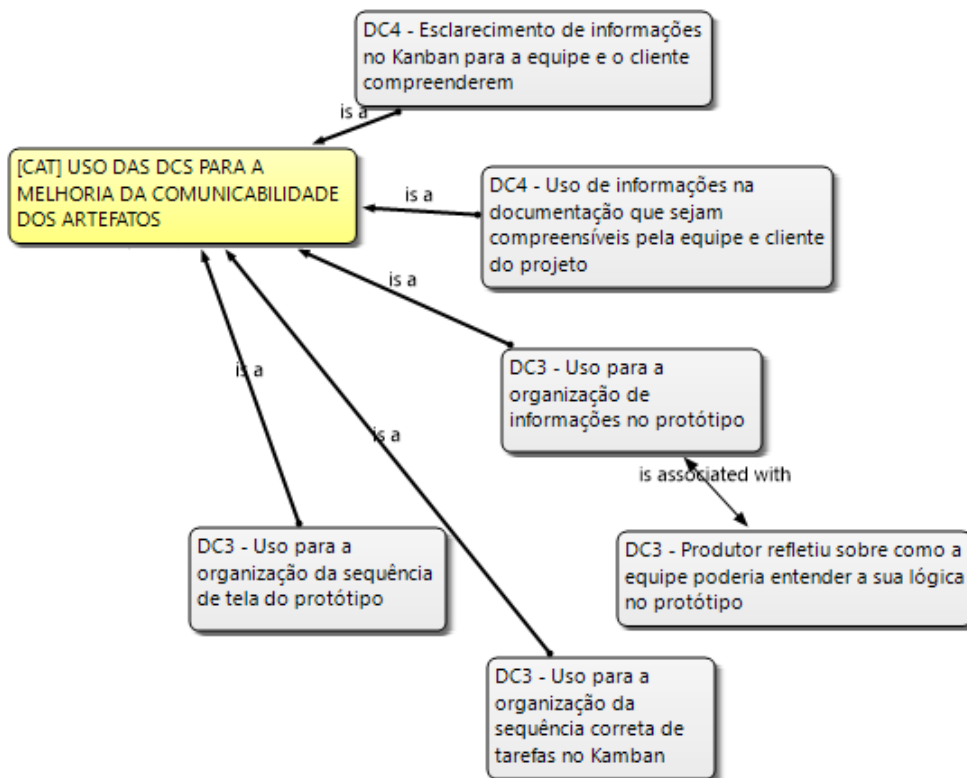 DC4 - Esclarecimento de informações
no Kanban para a equipe e o cliente
compreenderem
is a
[CAT] USO DAS DCS PARA A
MELHORIA DA COMUNICABILIDADE
DOS ARTEFATOS
is a
DC4 - Uso de informações na
documentação que sejam
compreensíveis pela equipe e cliente
do projeto
is a
DC3 - Uso para a
organização de
informações no protótipo
is a
is a
is associated with
DC3 - Uso para a
organização da sequência
de tela do protótipo
DC3 - Produtor refletiu sobre como a
equipe poderia entender a sua lógica
no protótipo
DC3 - Uso para a
organização da
sequência correta de
tarefas no Kamban